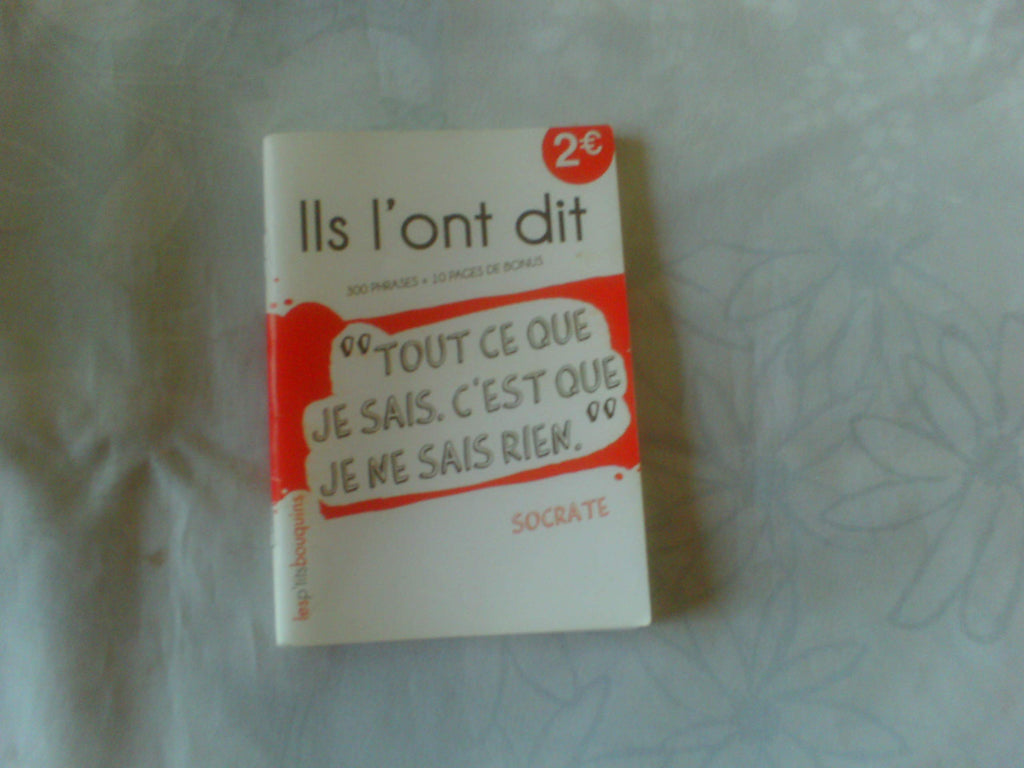 2€
Ils l'ont dit
300 PHRASES + 10 PAGES DE BONUS
"TOUT CE QUE
JE SAIS. C'EST QUE
JE NE SAIS RIEN."
SOCRATE
lesp'titsbouquins